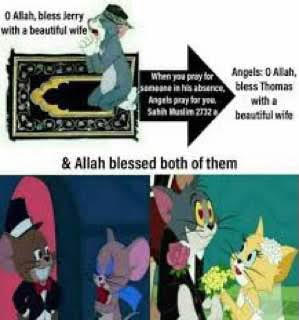 O Allah, bless Jerry
with a beautiful wife
When you pray for
someone in his absence,
Angels pray for you.
Sahih Muslim 2732 a
Angels: O Allah,
bless Thomas
with a
beautiful wife
& Allah blessed both of them